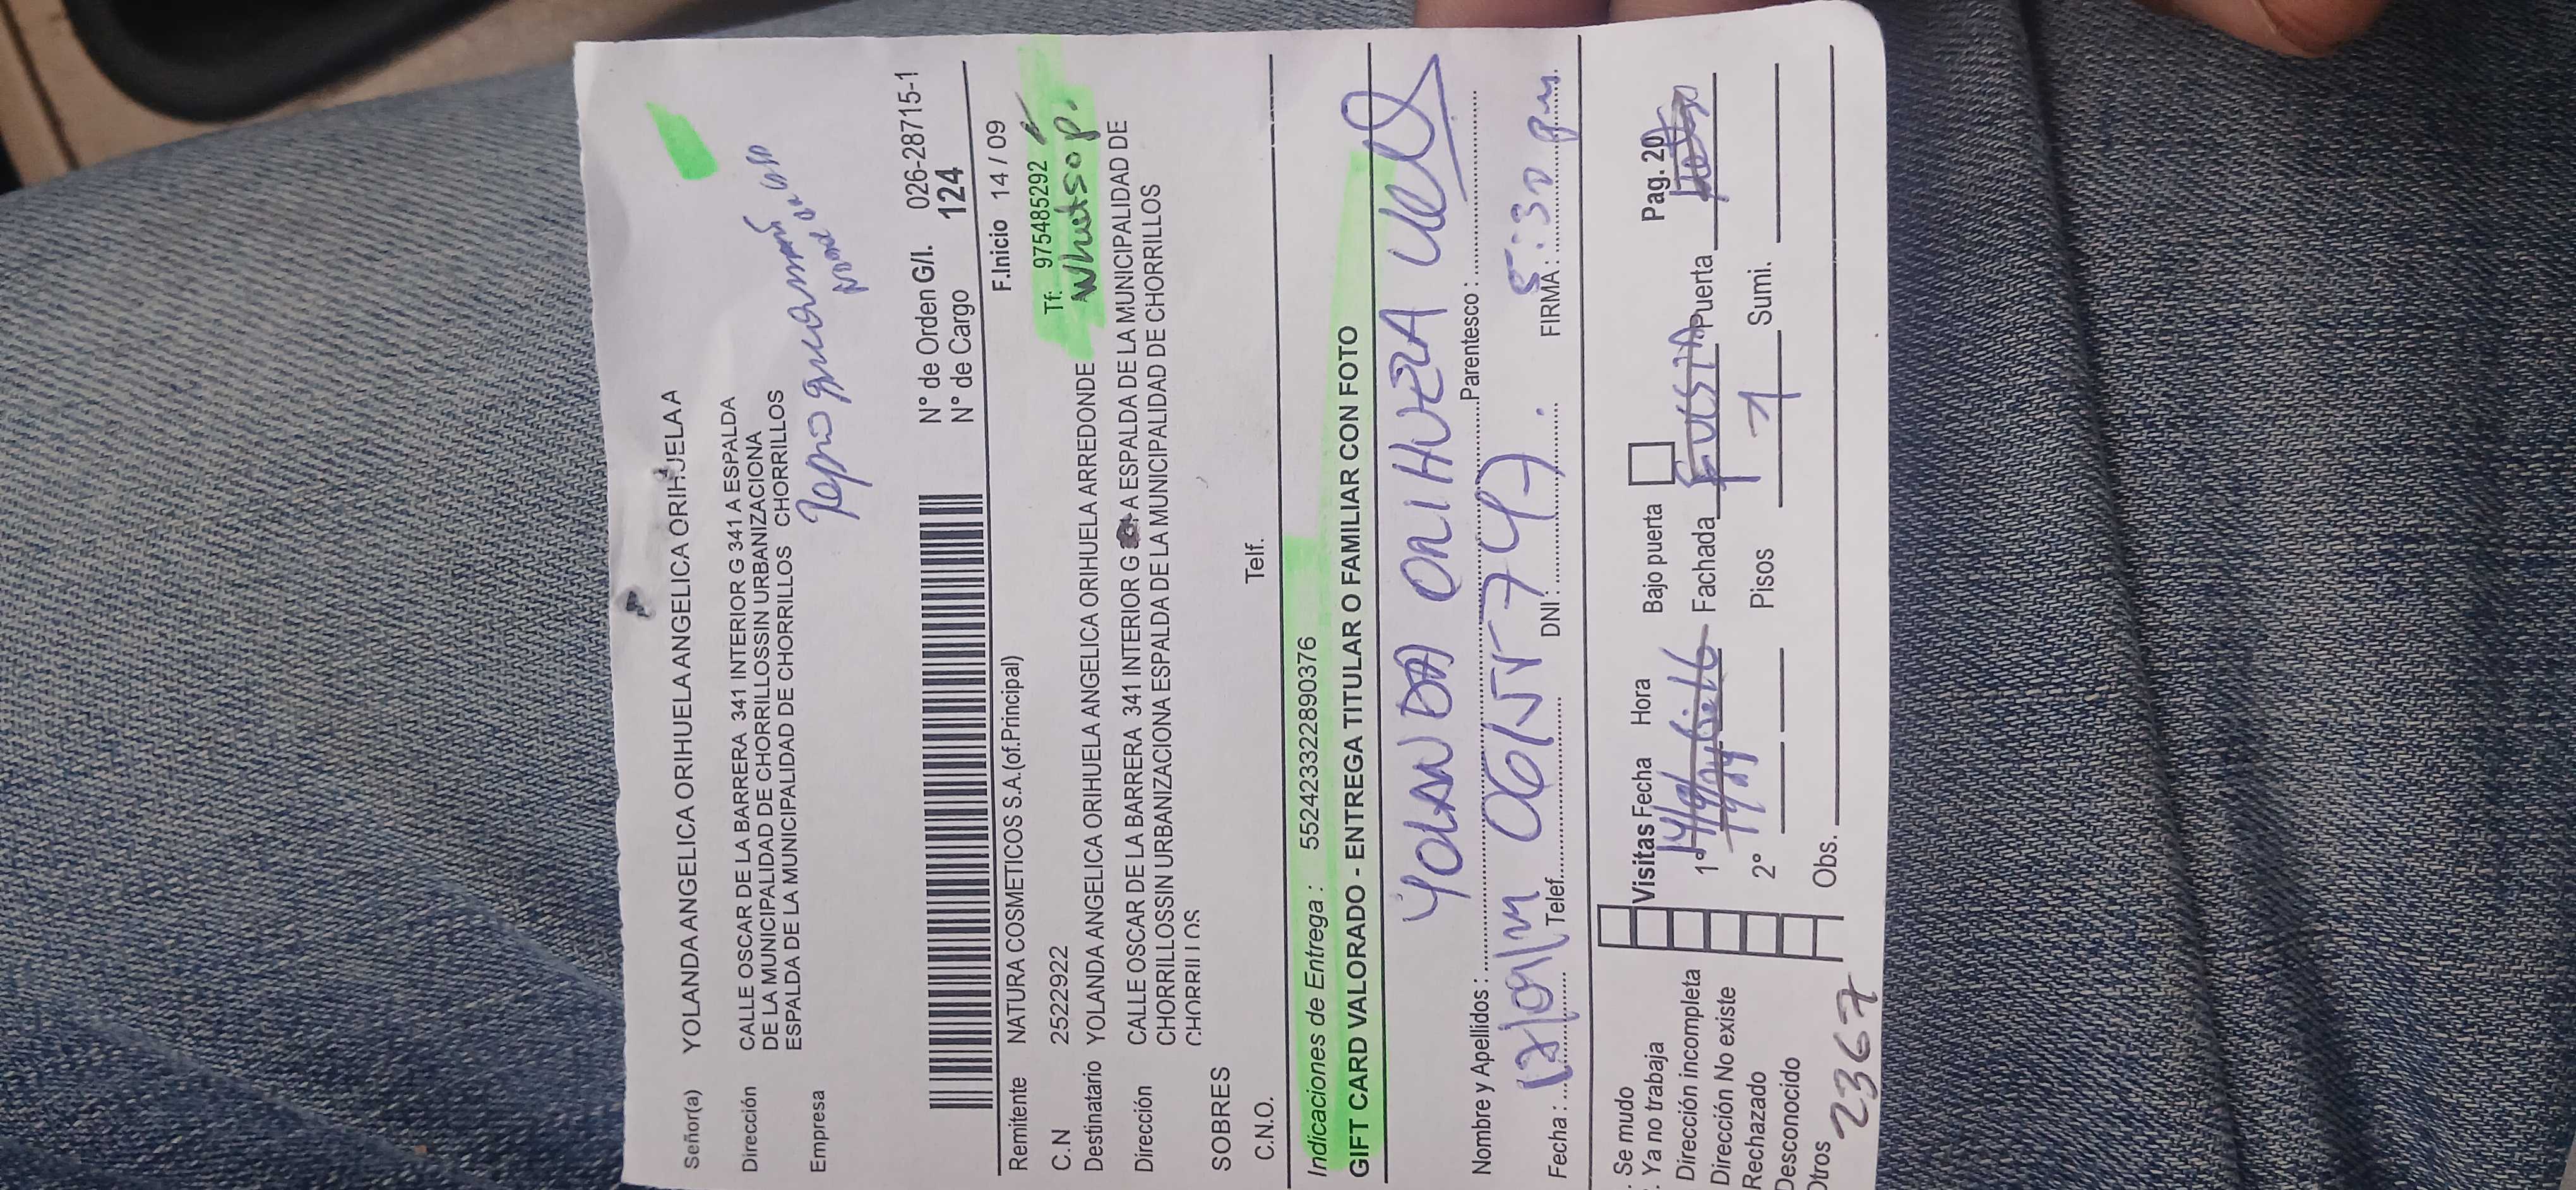 Señor(a) YOLANDA ANGELICA ORIHUELA ANGELICA ORIHUELA A
Dirección CALLE OSCAR DE LA BARRERA 341 INTERIOR G 341 A ESPALDA
DE LA MUNICIPALIDAD DE CHORRILLOSSIN URBANIZACIONA
ESPALDA DE LA MUNICIPALIDAD DE CHORRILLOS CHORRILLOS
Empresa
N° de Orden G/I. 026-28715-1
N° de Cargo 124
Remitente NATURA COSMETICOS S.A.(of.Principal) F.Inicio 14 / 09
C.N 2522922 Tf: 975485292
Whatsop.
Destinatario YOLANDA ANGELICA ORIHUELA ANGELICA ORIHUELA ARREDONDE
Dirección CALLE OSCAR DE LA BARRERA 341 INTERIOR G A ESPALDA DE LA MUNICIPALIDAD DE
CHORRILLOSSIN URBANIZACIONA ESPALDA DE LA MUNICIPALIDAD DE CHORRILLOS
CHORRILLOS
SOBRES
C.N.O. Telf.
Indicaciones de Entrega : 5524233222890376
GIFT CARD VALORADO - ENTREGA TITULAR O FAMILIAR CON FOTO
YOLANDA ORIHUEZA
Nombre y Apellidos : Parentesco :
5:30 pm.
Fecha : Telef. DNI : FIRMA :
Se mudo Visitas Fecha Hora Bajo puerta Pag. 20
Ya no trabaja 1° Fachada Puerta
Dirección incompleta 2° Pisos 1 Sumi.
Dirección No existe
Rechazado Obs.
Desconocido
Otros 2367